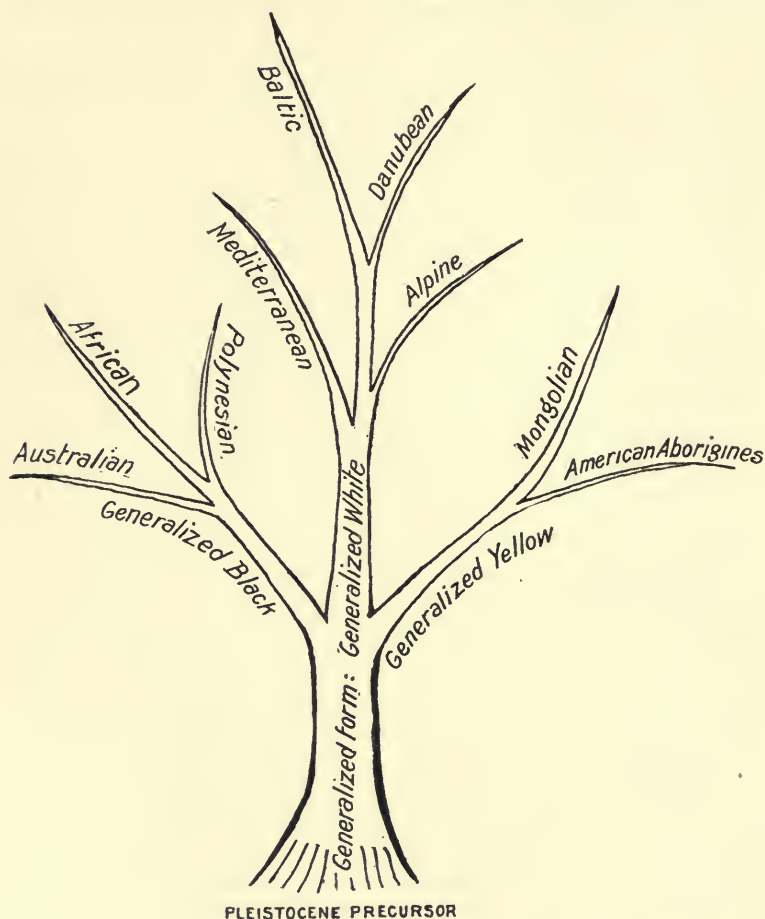 Baltic
Danubean
Mediterranean
Alpine
African
Polynesian
Mongolian
Australian
American Aborigines
Generalized Black
Generalized White
Generalized Yellow
Generalized form:
PLEISTOCENE PRECURSOR